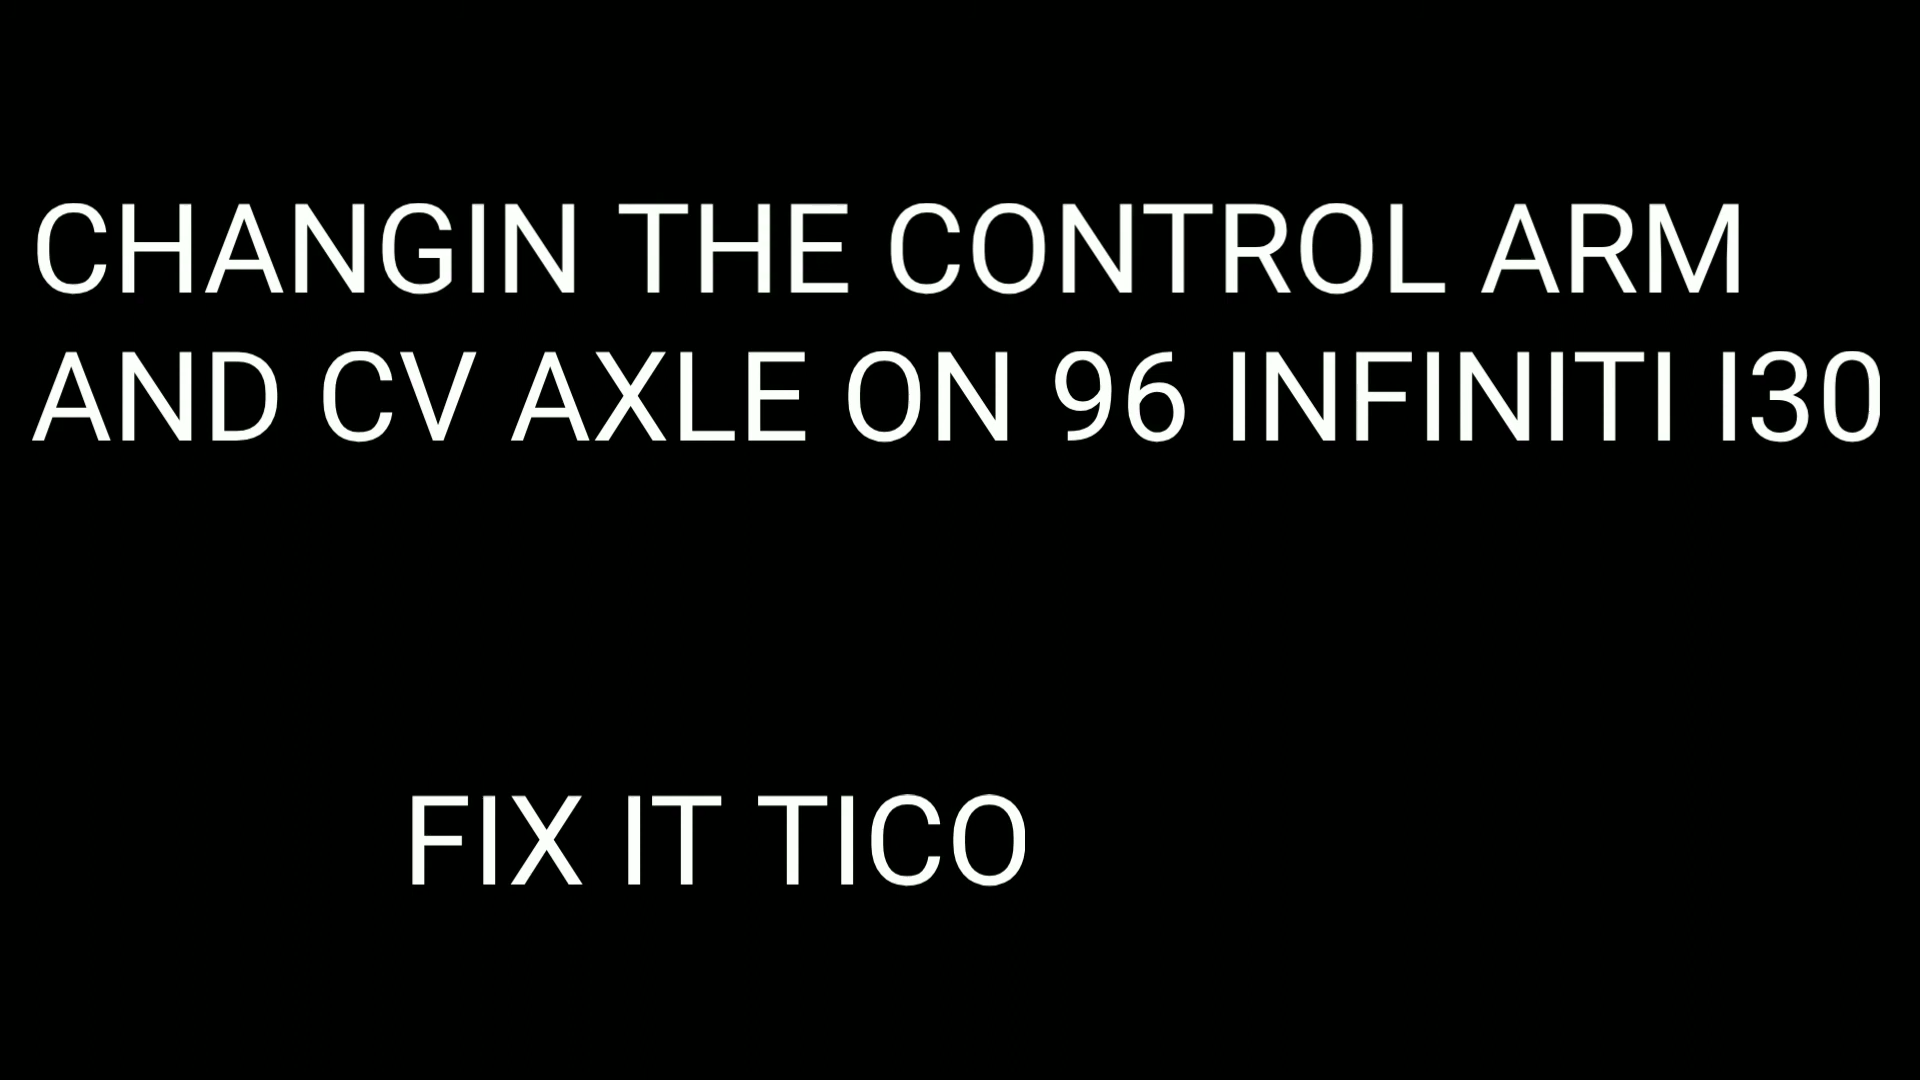 CHANGIN THE CONTROL ARM
AND CV AXLE ON 96 INFINITI I30
FIX IT TICO